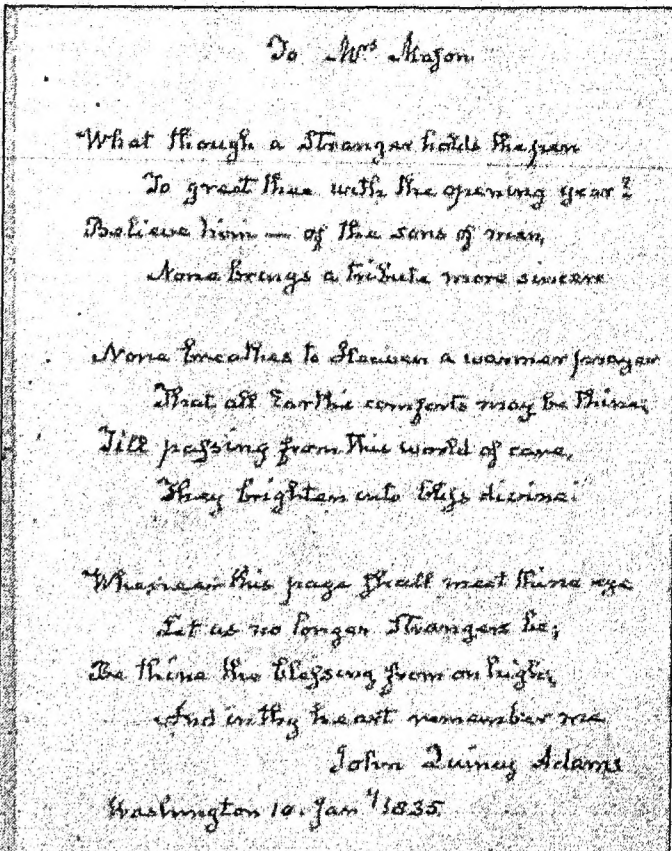 To Mrs Mason.
What though a Stranger holds the pen
To greet thee with the opening year?
Believe him — of the sons of men,
None brings a tribute more sincere
None breathes to Heaven a warmer prayer
That all Earth's comforts may be thine;
Till passing from this world of care,
They brighten into bliss divine.
Whene'er this page shall meet thine eye
Let us no longer Strangers be;
Be thine the blessing from on high;
And in thy heart remember me
John Quincy Adams
Washington 10. Jany 1835.